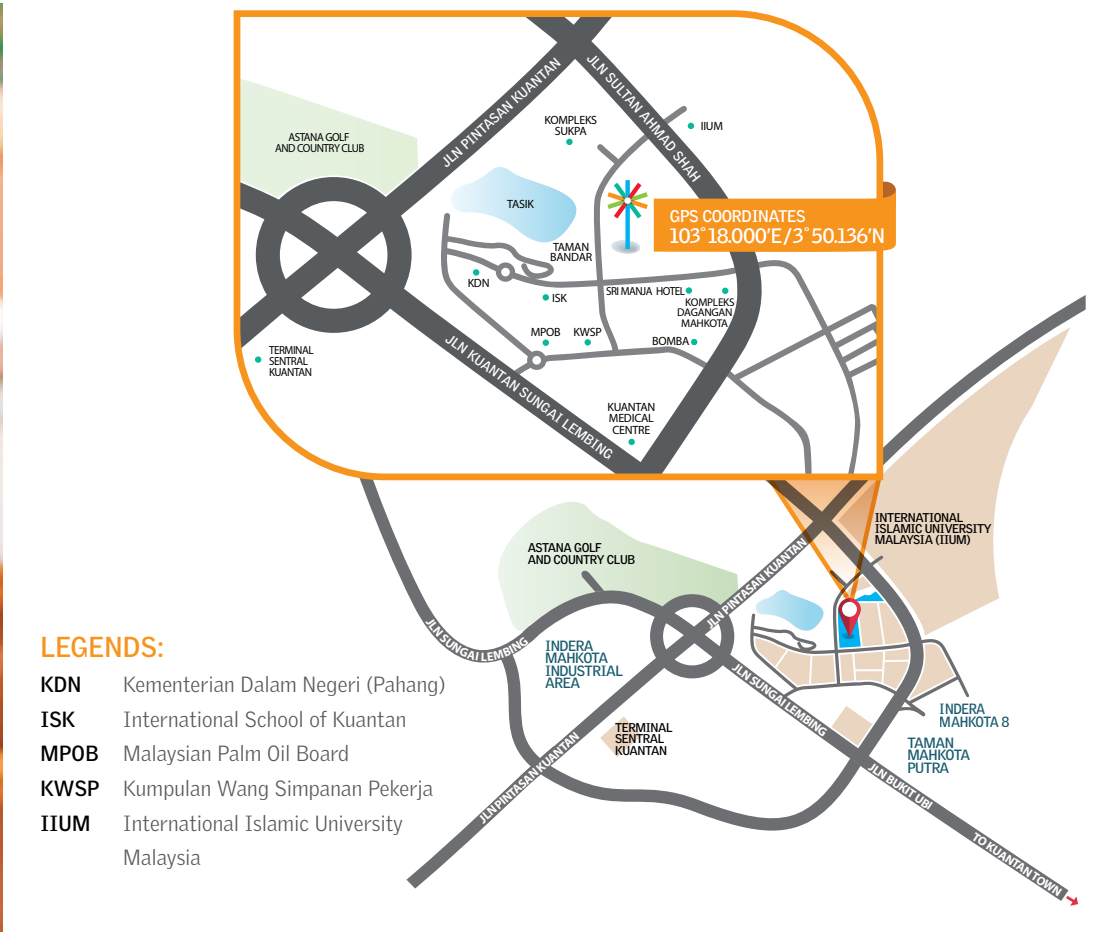 JLN PINTASAN KUANTAN
JLN SULTAN AHMAD SHAH
KOMPLEKS
SUKPA
IIUM
ASTANA GOLF
AND COUNTRY CLUB
TASIK
GPS COORDINATES
103°18.000'E/3°50.136'N
TAMAN
BANDAR
KDN
ISK
SRI MANJA HOTEL
KOMPLEKS
DAGANGAN
MAHKOTA
MPOB
KWSP
BOMBA
TERMINAL
SENTRAL
KUANTAN
JLN KUANTAN SUNGAI LEMBING
KUANTAN
MEDICAL
CENTRE
INTERNATIONAL
ISLAMIC UNIVERSITY
MALAYSIA (IIUM)
ASTANA GOLF
AND COUNTRY CLUB
JLN PINTASAN KUANTAN
JLN SUNGAI LEMBING
INDERA
MAHKOTA
INDUSTRIAL
AREA
JLN SUNGAI LEMBING
TERMINAL
SENTRAL
KUANTAN
INDERA
MAHKOTA 8
TAMAN
MAHKOTA
PUTRA
JLN PINTASAN KUANTAN
JLN BUKIT UBI
TO KUANTAN TOWN
LEGENDS:
KDN Kementerian Dalam Negeri (Pahang)
ISK International School of Kuantan
MPOB Malaysian Palm Oil Board
KWSP Kumpulan Wang Simpanan Pekerja
IIUM International Islamic University
Malaysia